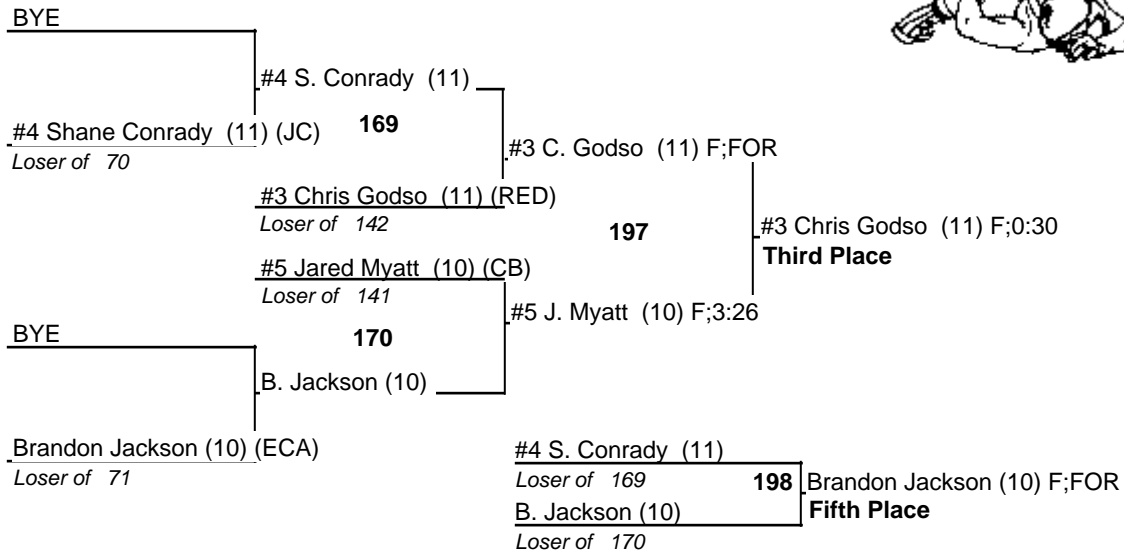 BYE
#4 S. Conrady (11)
#4 Shane Conrady (11) (JC)
169
Loser of 70
#3 C. Godso (11) F;FOR
#3 Chris Godso (11) (RED)
Loser of 142
197
#3 Chris Godso (11) F;0:30
Third Place
#5 Jared Myatt (10) (CB)
Loser of 141
#5 J. Myatt (10) F;3:26
BYE
170
B. Jackson (10)
Brandon Jackson (10) (ECA)
Loser of 71
#4 S. Conrady (11)
Loser of 169
198
Brandon Jackson (10) F;FOR
Fifth Place
B. Jackson (10)
Loser of 170